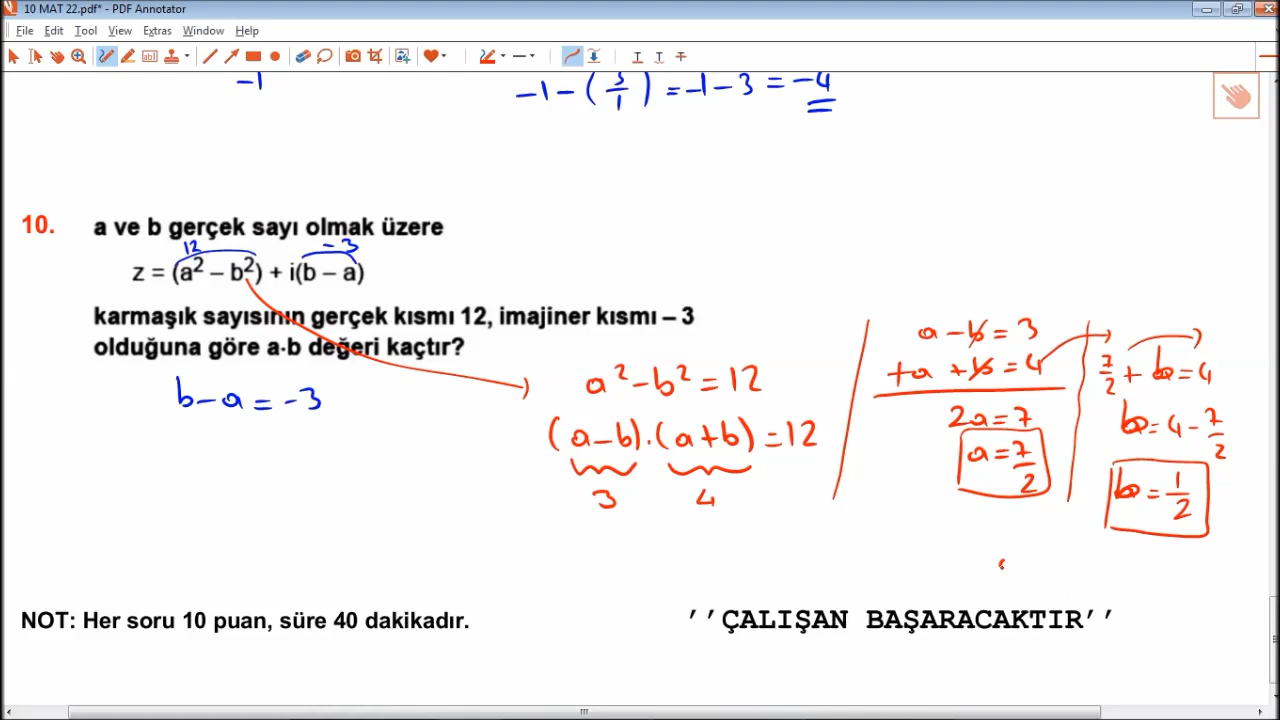 10 MAT 22.pdf* - PDF Annotator
File Edit Tool View Extras Window Help
-1
-1-(3/1)=-1-3=-4
10. a ve b gerçek sayı olmak üzere
12
-3
z = (a² – b²) + i(b – a)
karmaşık sayısının gerçek kısmı 12, imajiner kısmı – 3
olduğuna göre a·b değeri kaçtır?
b-a=-3
a²-b²=12
(a-b).(a+b)=12
3 4
a-b=3
+a+b=4
2a=7
a=7/2
7/2+b=4
b=4-7/2
b=1/2
NOT: Her soru 10 puan, süre 40 dakikadır.
''ÇALIŞAN BAŞARACAKTIR''